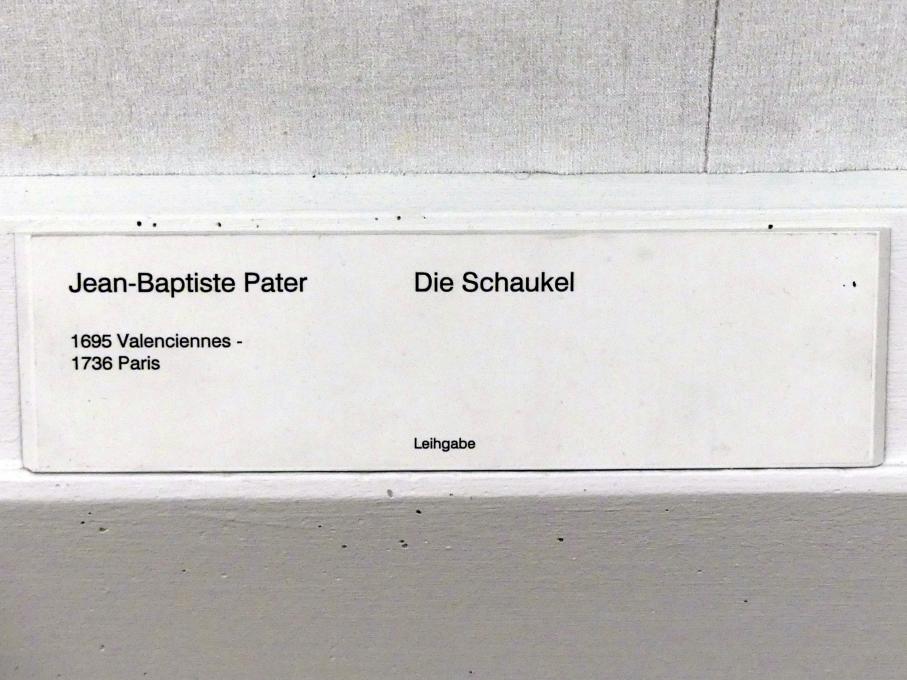 Jean-Baptiste Pater
Die Schaukel
1695 Valenciennes -
1736 Paris
Leihgabe